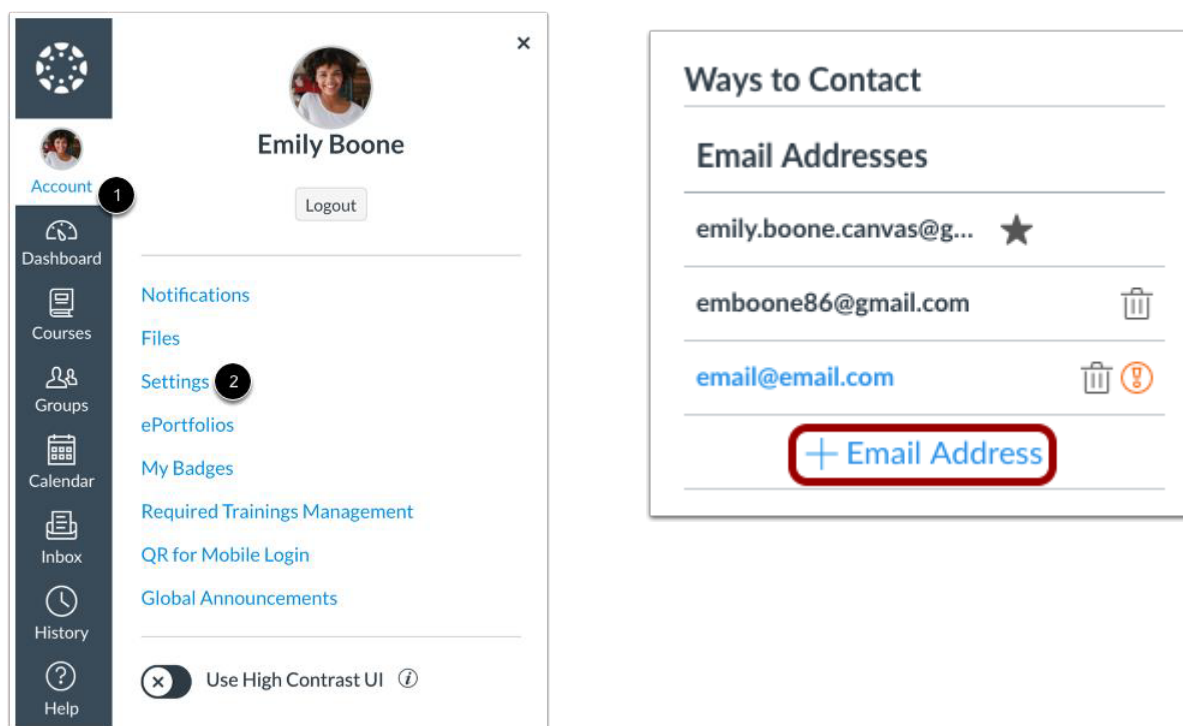 Emily Boone
Account
1
Logout
Dashboard
Notifications
Files
Courses
Settings 2
Groups
ePortfolios
My Badges
Calendar
Required Trainings Management
Inbox
QR for Mobile Login
Global Announcements
History
Use High Contrast UI
Help
Ways to Contact
Email Addresses
emily.boone.canvas@g...
emboone86@gmail.com
email@email.com
+ Email Address